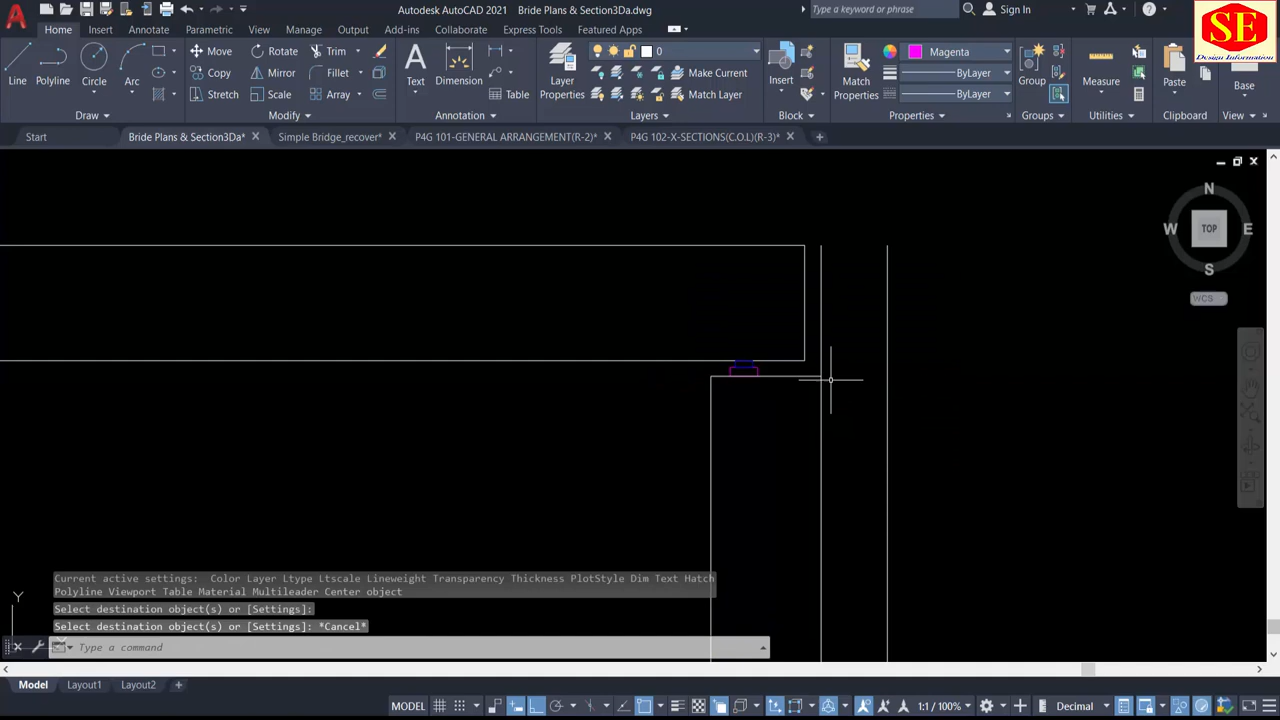 Autodesk AutoCAD 2021 Bride Plans & Section3Da.dwg
Type a keyword or phrase
Sign In
SE
Design Information
Home Insert Annotate Parametric View Manage Output Add-ins Collaborate Express Tools Featured Apps
Line
Polyline
Circle
Arc
Move
Rotate
Trim
Copy
Mirror
Fillet
Stretch
Scale
Array
Text
Dimension
Table
Layer
Properties
0
Make Current
Match Layer
Insert
Match
Properties
Magenta
ByLayer
ByLayer
Group
Measure
Paste
Base
Draw
Modify
Annotation
Layers
Block
Properties
Groups
Utilities
Clipboard
View
Start
Bride Plans & Section3Da*
Simple Bridge_recover*
P4G 101-GENERAL ARRANGEMENT(R-2)*
P4G 102-X-SECTIONS(C.O.L)(R-3)*
N
W
TOP
E
S
WCS
Current active settings: Color Layer Ltype Ltscale Lineweight Transparency Thickness PlotStyle Dim Text Hatch
Polyline Viewport Table Material Multileader Center object
Select destination object(s) or [Settings]:
Select destination object(s) or [Settings]: *Cancel*
Y
Type a command
Model
Layout1
Layout2
MODEL
1:1 / 100%
Decimal